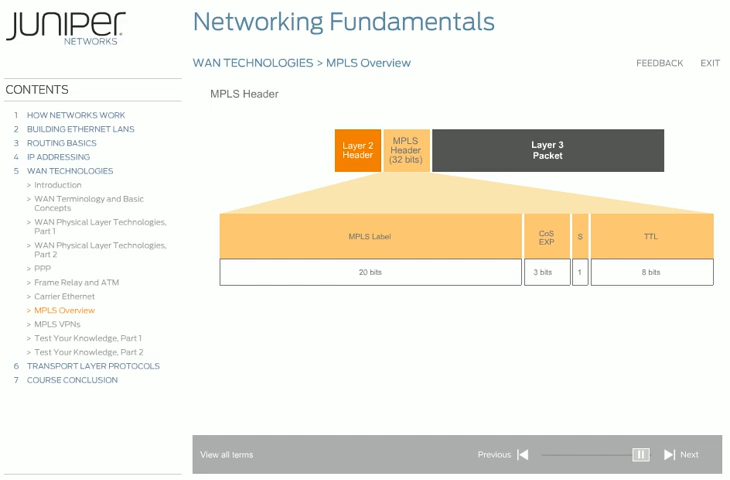 JUNIPER
NETWORKS
Networking Fundamentals
WAN TECHNOLOGIES > MPLS Overview
FEEDBACK EXIT
CONTENTS
1 HOW NETWORKS WORK
2 BUILDING ETHERNET LANS
3 ROUTING BASICS
4 IP ADDRESSING
5 WAN TECHNOLOGIES
> Introduction
> WAN Terminology and Basic
Concepts
> WAN Physical Layer Technologies,
Part 1
> WAN Physical Layer Technologies,
Part 2
> PPP
> Frame Relay and ATM
> Carrier Ethernet
> MPLS Overview
> MPLS VPNs
> Test Your Knowledge, Part 1
> Test Your Knowledge, Part 2
6 TRANSPORT LAYER PROTOCOLS
7 COURSE CONCLUSION
MPLS Header
Layer 2
Header
MPLS
Header
(32 bits)
Layer 3
Packet
MPLS Label
CoS
EXP
S
TTL
20 bits
3 bits
1
8 bits
View all terms
Previous
Next